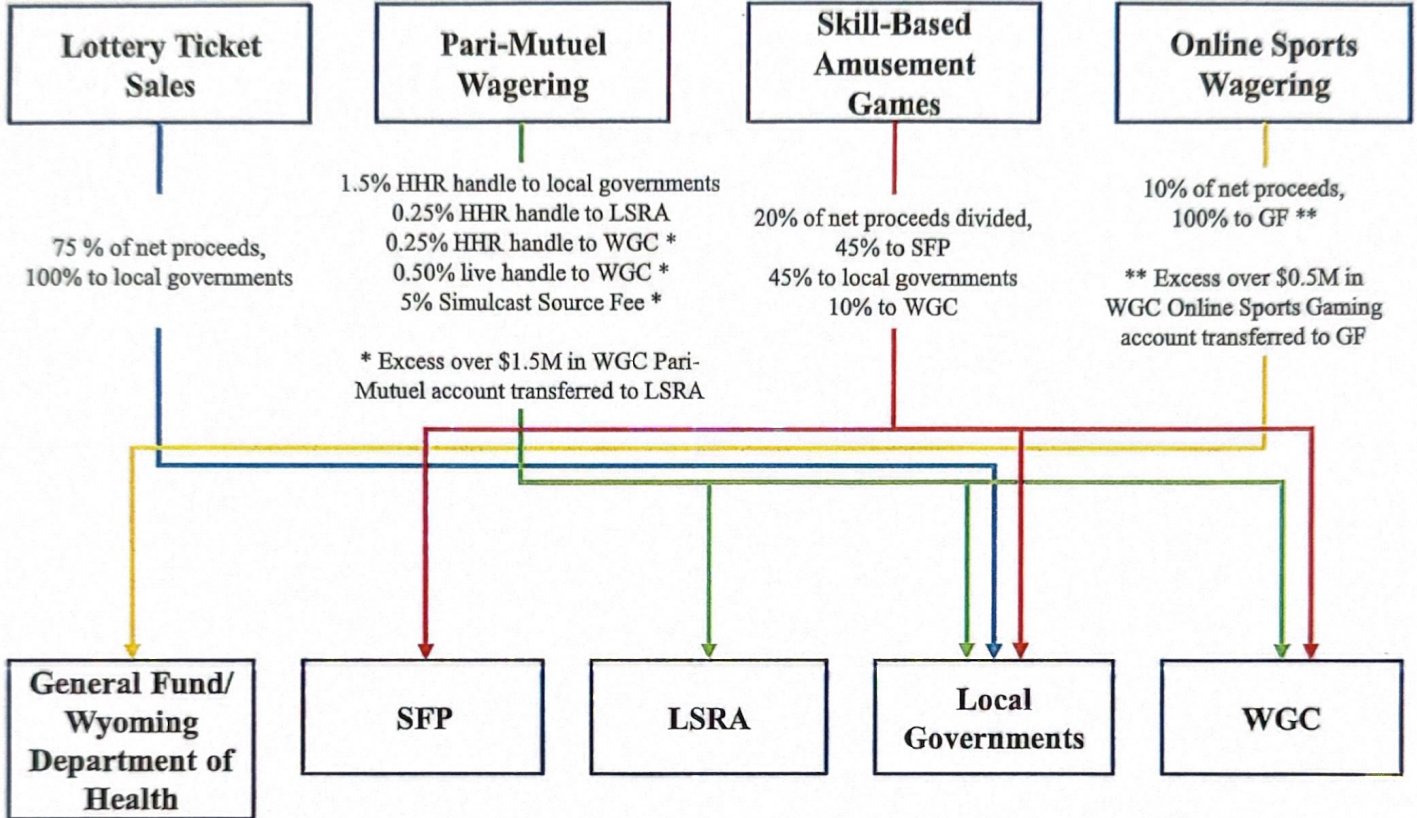 Lottery Ticket
Sales
Pari-Mutuel
Wagering
Skill-Based
Amusement
Games
Online Sports
Wagering
75 % of net proceeds,
100% to local governments
1.5% HHR handle to local governments
0.25% HHR handle to LSRA
0.25% HHR handle to WGC *
0.50% live handle to WGC *
5% Simulcast Source Fee *
* Excess over $1.5M in WGC Pari-
Mutuel account transferred to LSRA
20% of net proceeds divided,
45% to SFP
45% to local governments
10% to WGC
10% of net proceeds,
100% to GF **
** Excess over $0.5M in
WGC Online Sports Gaming
account transferred to GF
General Fund/
Wyoming
Department of
Health
SFP
LSRA
Local
Governments
WGC